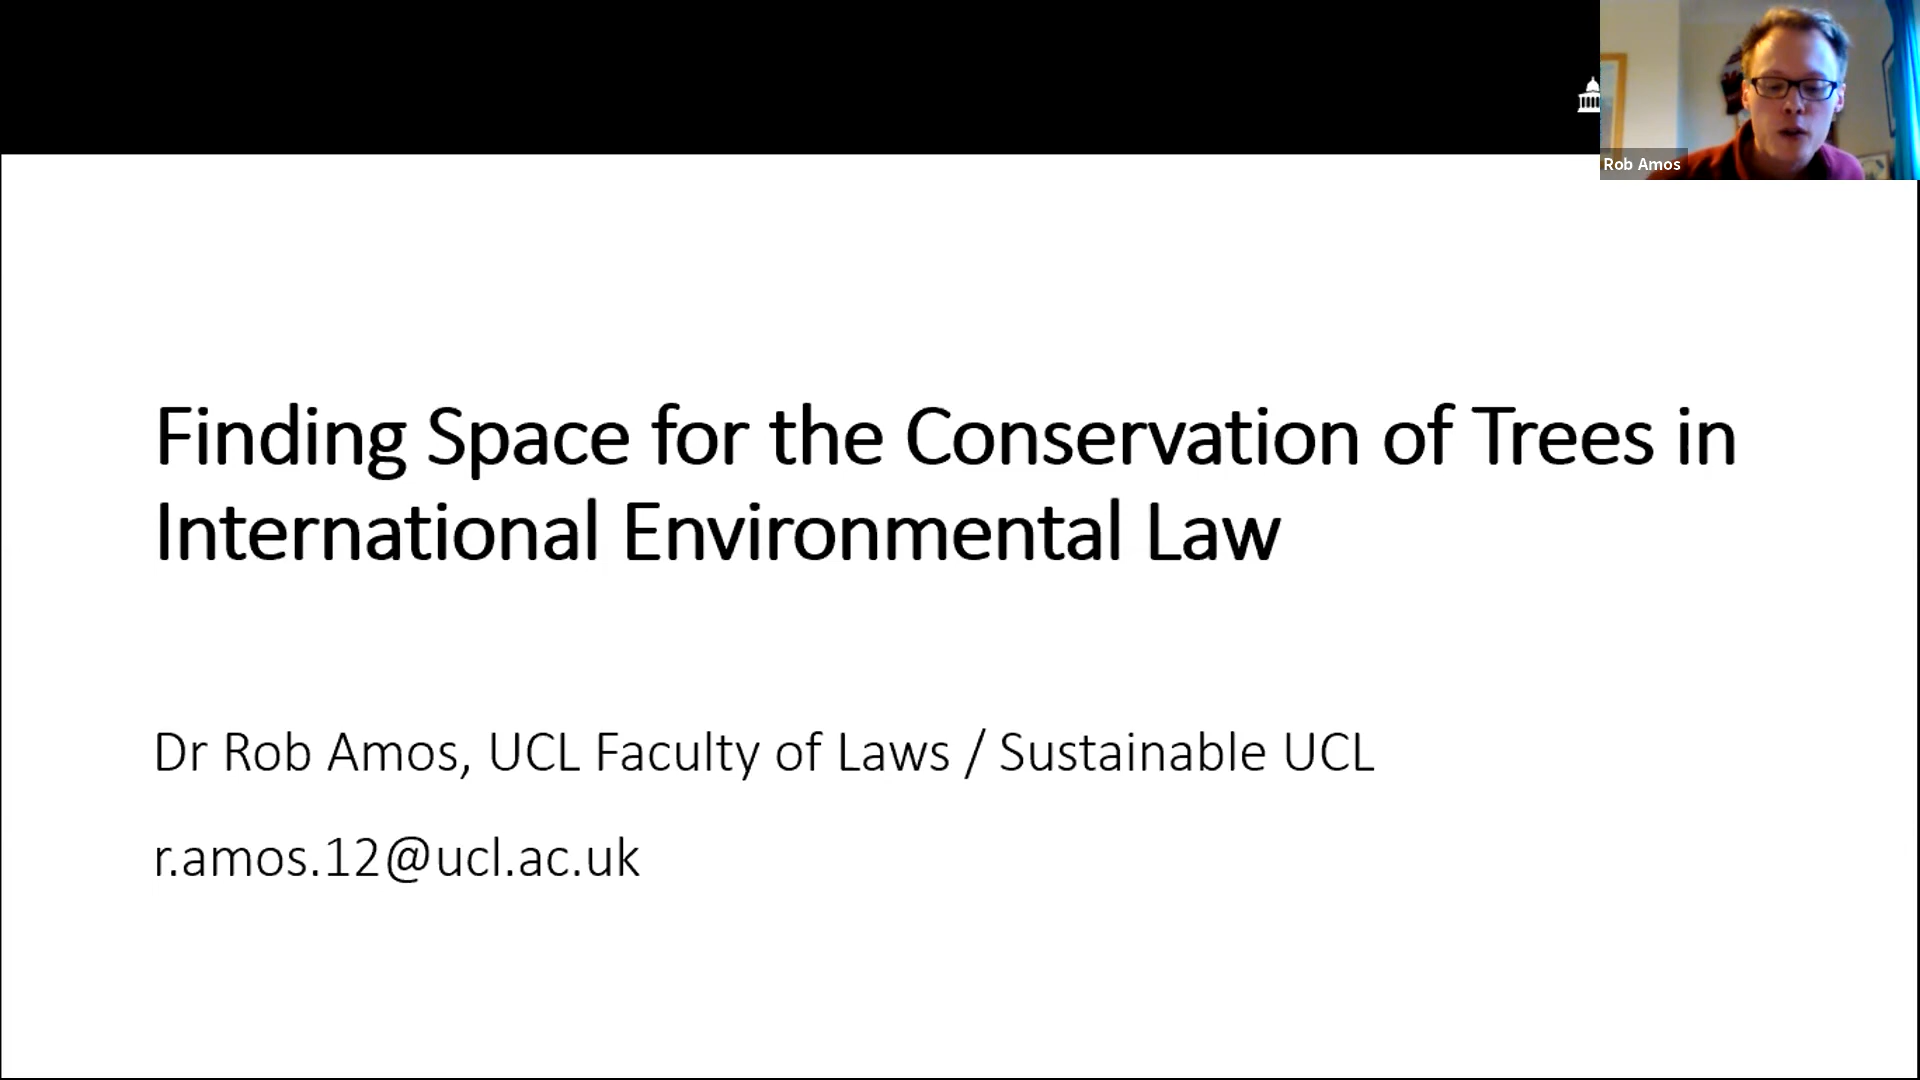 Rob Amos
Finding Space for the Conservation of Trees in
International Environmental Law
Dr Rob Amos, UCL Faculty of Laws / Sustainable UCL
r.amos.12@ucl.ac.uk